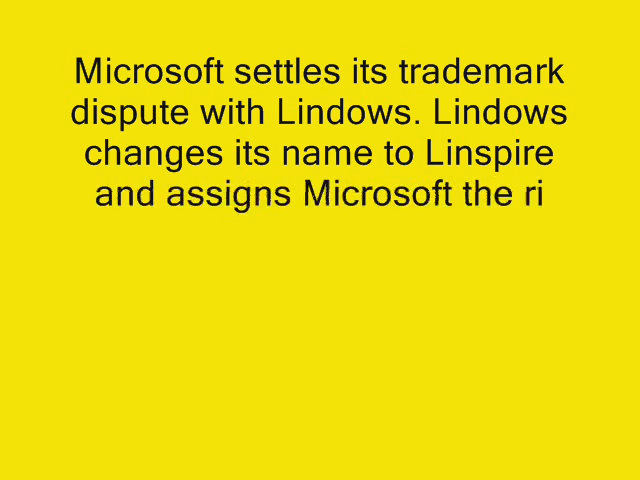 Microsoft settles its trademark
dispute with Lindows. Lindows
changes its name to Linspire
and assigns Microsoft the ri